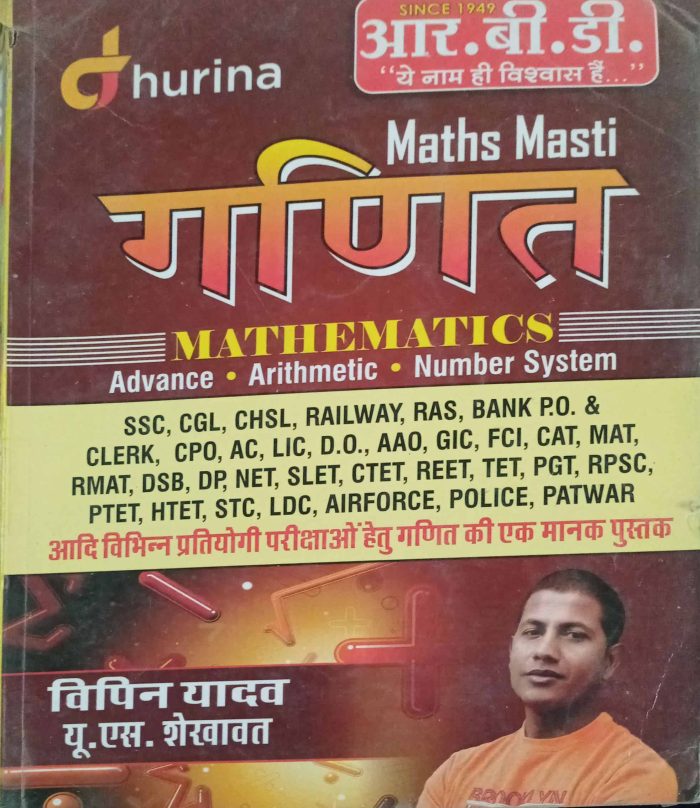 SINCE 1949
आर.बी.डी.
“ये नाम ही विश्वास हैं...”
dhurina
Maths Masti
गणित
MATHEMATICS
Advance • Arithmetic • Number System
SSC, CGL, CHSL, RAILWAY, RAS, BANK P.O. &
CLERK, CPO, AC, LIC, D.O., AAO, GIC, FCI, CAT, MAT,
RMAT, DSB, DP, NET, SLET, CTET, REET, TET, PGT, RPSC,
PTET, HTET, STC, LDC, AIRFORCE, POLICE, PATWAR
आदि विभिन्न प्रतियोगी परीक्षाओं हेतु गणित की एक मानक पुस्तक
विपिन यादव
यू.एस. शेखावत
BROOKLYN